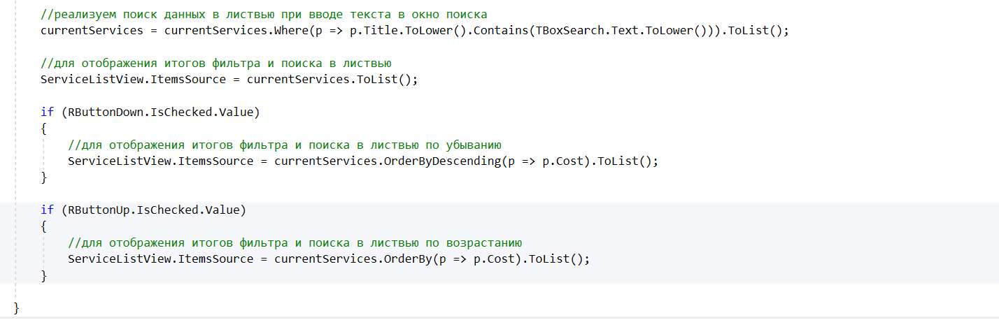 //реализуем поиск данных в листвью при вводе текста в окно поиска
currentServices = currentServices.Where(p => p.Title.ToLower().Contains(TBoxSearch.Text.ToLower())).ToList();
//для отображения итогов фильтра и поиска в листвью
ServiceListView.ItemsSource = currentServices.ToList();
if (RButtonDown.IsChecked.Value)
{
//для отображения итогов фильтра и поиска в листвью по убыванию
ServiceListView.ItemsSource = currentServices.OrderByDescending(p => p.Cost).ToList();
}
if (RButtonUp.IsChecked.Value)
{
//для отображения итогов фильтра и поиска в листвью по возрастанию
ServiceListView.ItemsSource = currentServices.OrderBy(p => p.Cost).ToList();
}
}